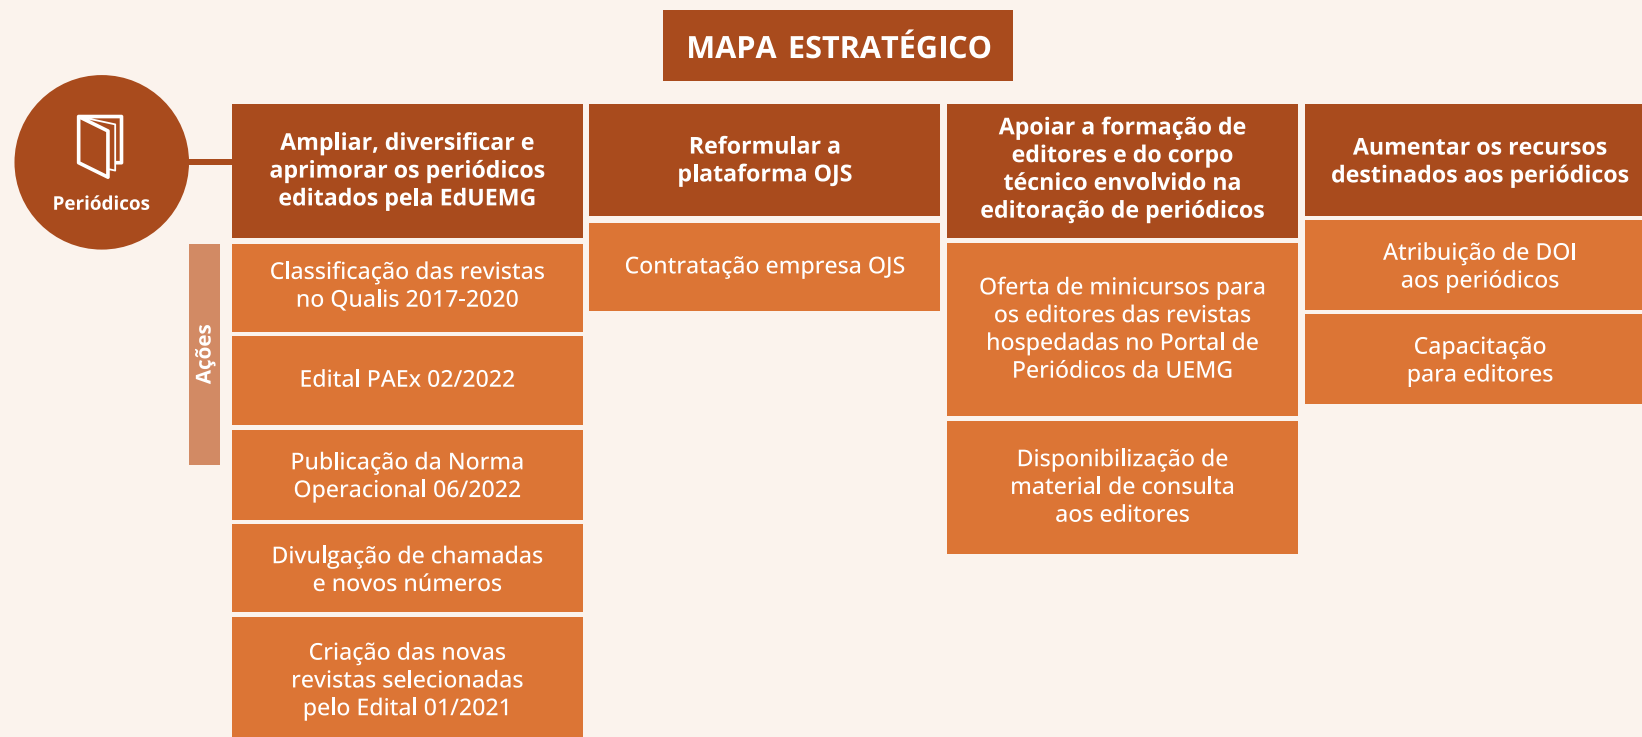 MAPA ESTRATÉGICO
Periódicos
Ações
Ampliar, diversificar e
aprimorar os periódicos
editados pela EdUEMG
Classificação das revistas
no Qualis 2017-2020
Edital PAEx 02/2022
Publicação da Norma
Operacional 06/2022
Divulgação de chamadas
e novos números
Criação das novas
revistas selecionadas
pelo Edital 01/2021
Reformular a
plataforma OJS
Contratação empresa OJS
Apoiar a formação de
editores e do corpo
técnico envolvido na
editoração de periódicos
Oferta de minicursos para
os editores das revistas
hospedadas no Portal de
Periódicos da UEMG
Disponibilização de
material de consulta
aos editores
Aumentar os recursos
destinados aos periódicos
Atribuição de DOI
aos periódicos
Capacitação
para editores